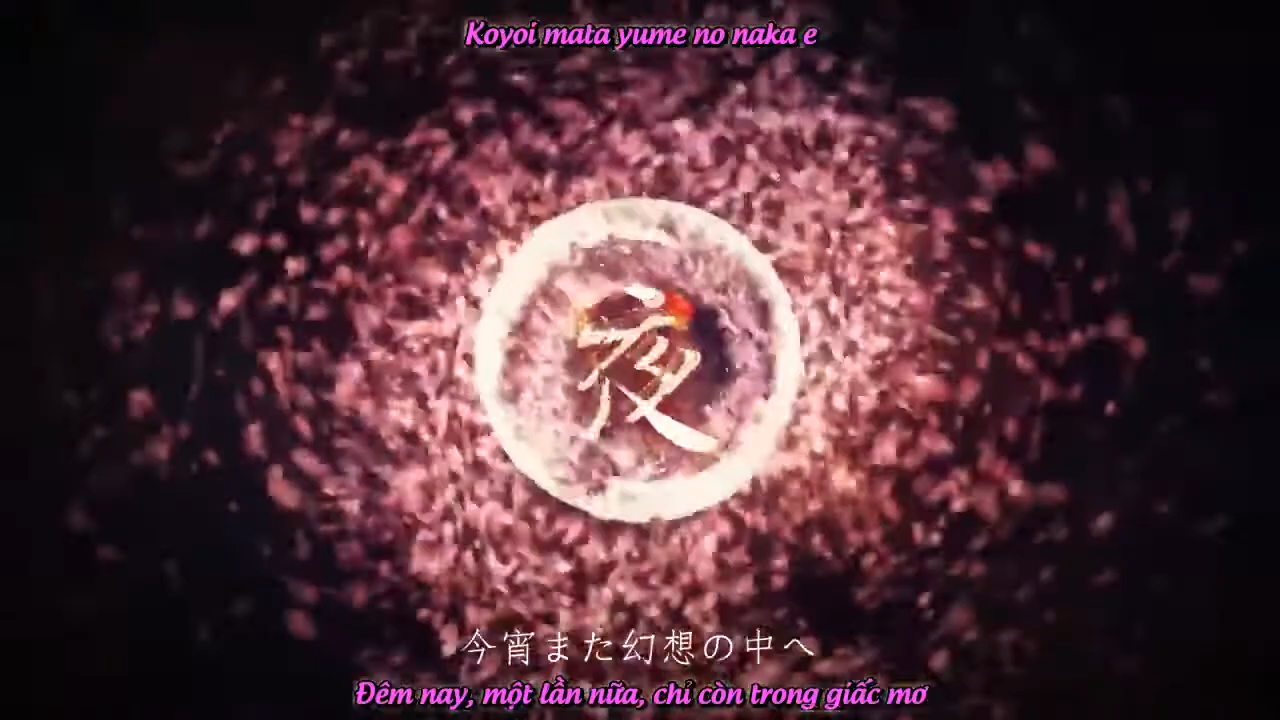 Koyoi mata yume no naka e
夜
今宵また幻想の中へ
Đêm nay, một lần nữa, chỉ còn trong giấc mơ